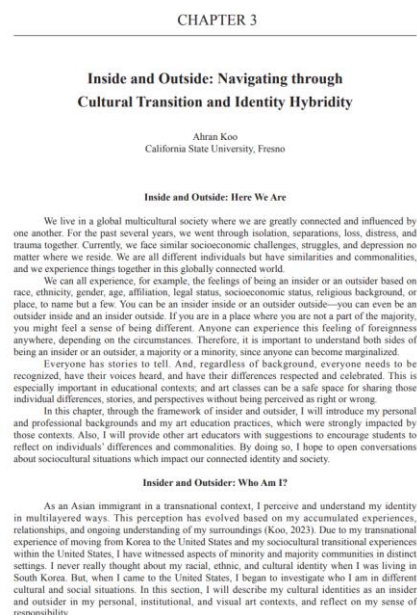 CHAPTER 3
Inside and Outside: Navigating through
Cultural Transition and Identity Hybridity
Ahran Koo
California State University, Fresno
Inside and Outside: Here We Are
We live in a global multicultural society where we are greatly connected and influenced by
one another. For the past several years, we went through isolation, separations, loss, distress, and
trauma together. Currently, we face similar socioeconomic challenges, struggles, and depression no
matter where we reside. We are all different individuals but have similarities and commonalities,
and we experience things together in this globally connected world.
We can all experience, for example, the feelings of being an insider or an outsider based on
race, ethnicity, gender, age, affiliation, legal status, socioeconomic status, religious background, or
place, to name but a few. You can be an insider inside or an outsider outside—you can even be an
outsider inside and an insider outside. If you are in a place where you are not a part of the majority,
you might feel a sense of being different. Anyone can experience this feeling of foreignness
anywhere, depending on the circumstances. Therefore, it is important to understand both sides of
being an insider or an outsider, a majority or a minority, since anyone can become marginalized.
Everyone has stories to tell. And, regardless of background, everyone needs to be
recognized, have their voices heard, and have their differences respected and celebrated. This is
especially important in educational contexts; and art classes can be a safe space for sharing those
individual differences, stories, and perspectives without being perceived as right or wrong.
In this chapter, through the framework of insider and outsider, I will introduce my personal
and professional backgrounds and my art education practices, which were strongly impacted by
those contexts. Also, I will provide other art educators with suggestions to encourage students to
reflect on individuals' differences and commonalities. By doing so, I hope to open conversations
about sociocultural situations which impact our connected identity and society.
Insider and Outsider: Who Am I?
As an Asian immigrant in a transnational context, I perceive and understand my identity
in multilayered ways. This perception has evolved based on my accumulated experiences,
relationships, and ongoing understanding of my surroundings (Koo, 2023). Due to my transnational
experience of moving from Korea to the United States and my sociocultural transitional experiences
within the United States, I have witnessed aspects of minority and majority communities in distinct
settings. I never really thought about my racial, ethnic, and cultural identity when I was living in
South Korea. But, when I came to the United States, I began to investigate who I am in different
cultural and social situations. In this section, I will describe my cultural identities as an insider
and outsider in my personal, institutional, and visual art contexts, and reflect on my sense of
responsibility.